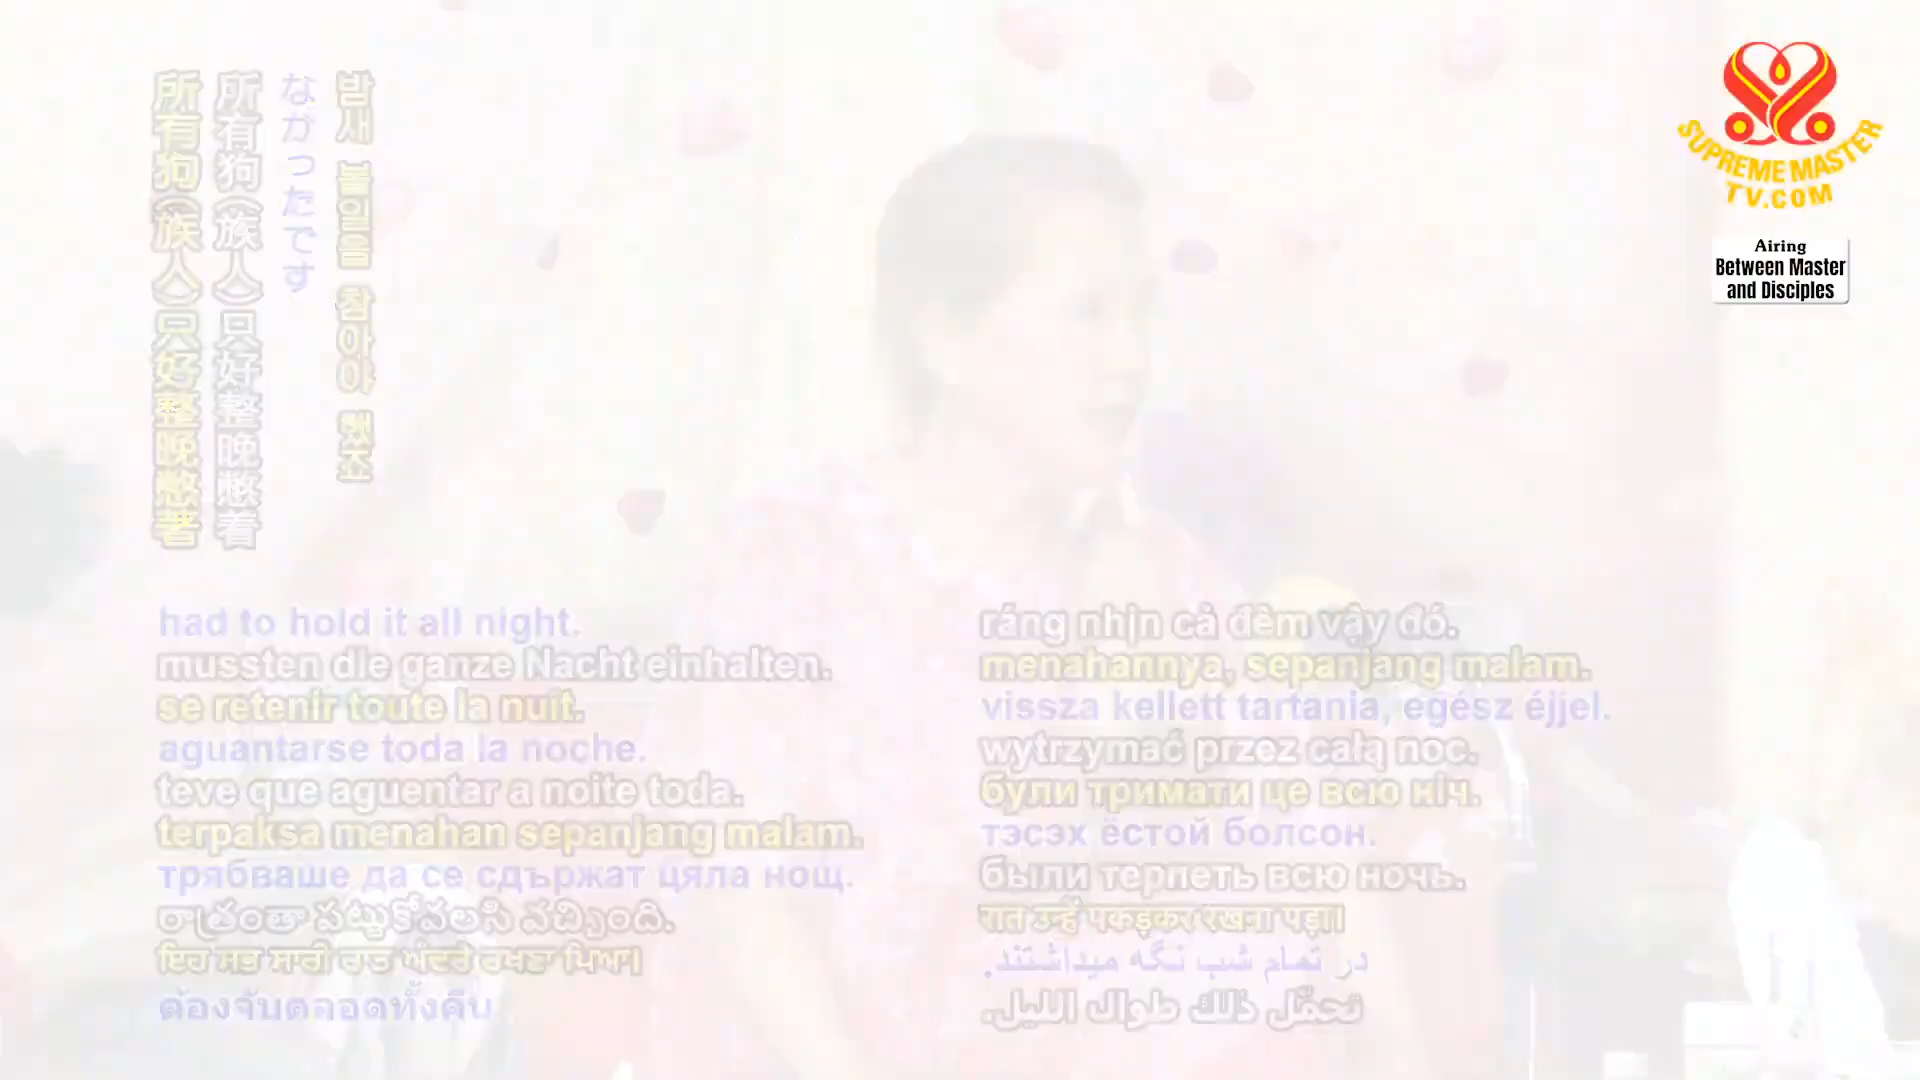 所有狗(族人)只好整晚憋著
所有狗(族人)只好整晚憋着
なかったです
밤새 볼일을 참아야 했죠
SUPREME MASTER
TV.COM
Airing
Between Master
and Disciples
had to hold it all night.
mussten die ganze Nacht einhalten.
se retenir toute la nuit.
aguantarse toda la noche.
teve que aguentar a noite toda.
terpaksa menahan sepanjang malam.
трябваше да се сдържат цяла нощ.
రాత్రంతా పట్టుకోవలసి వచ్చింది.
ਇਹ ਸਭ ਸਾਰੀ ਰਾਤ ਅੰਦਰੇ ਰਖਣਾ ਪਿਆ।
ต้องจับตลอดทั้งคืน
ráng nhịn cả đêm vậy đó.
menahannya, sepanjang malam.
vissza kellett tartania, egész éjjel.
wytrzymać przez całą noc.
були тримати це всю ніч.
тэсэх ёстой болсон.
были терпеть всю ночь.
रात उन्हें पकड़कर रखना पड़ा।
در تمام شب نگه میداشتند.
تحمّل ذلك طوال الليل.